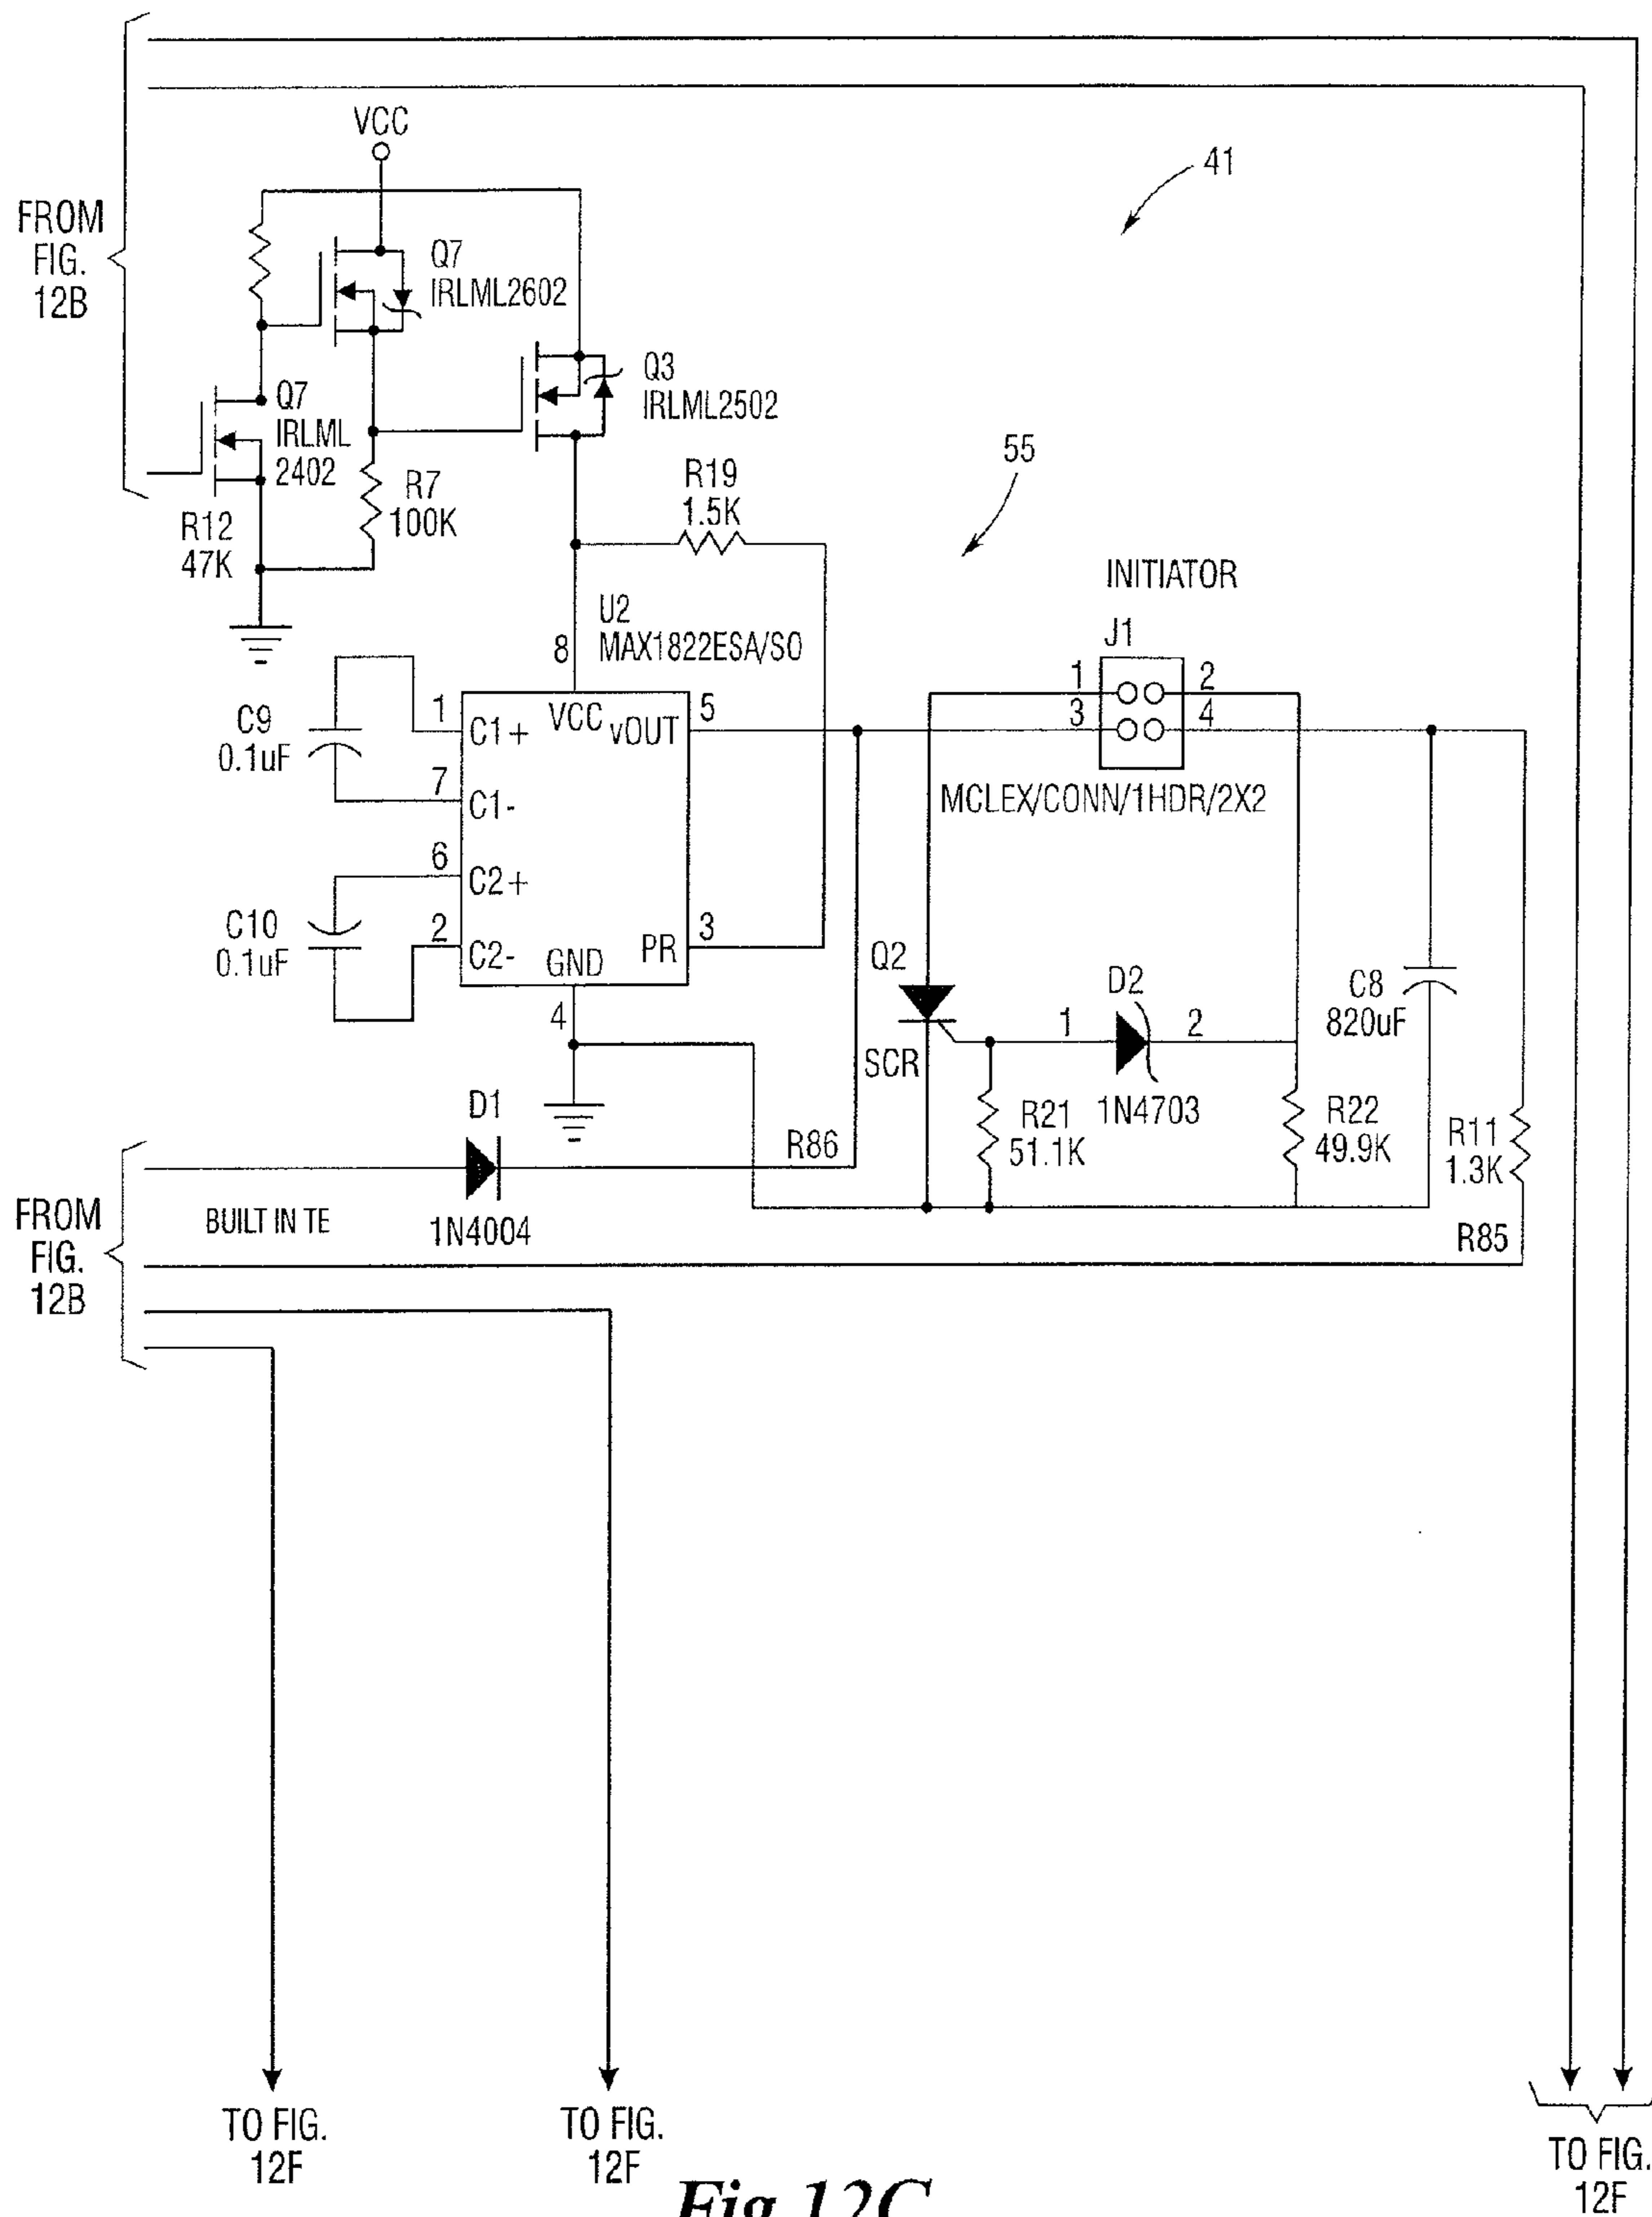 VCC
41
FROM
FIG.
12B
Q7
IRLML2602
Q3
IRLML2502
Q7
IRLML
2402
R12
47K
R7
100K
R19
1.5K
55
INITIATOR
J1
1
2
3
4
MCLEX/CONN/1HDR/2X2
U2
MAX1822ESA/SO
8
C9
0.1uF
1
C1+
VCC
vOUT
5
7
C1-
6
C2+
C10
0.1uF
2
C2-
GND
PR
3
4
Q2
SCR
D2
1
2
1N4703
C8
820uF
R21
51.1K
R22
49.9K
R11
1.3K
D1
1N4004
R86
R85
FROM
FIG.
12B
BUILT IN TE
TO FIG.
12F
TO FIG.
12F
TO FIG.
12F
Fig.12C